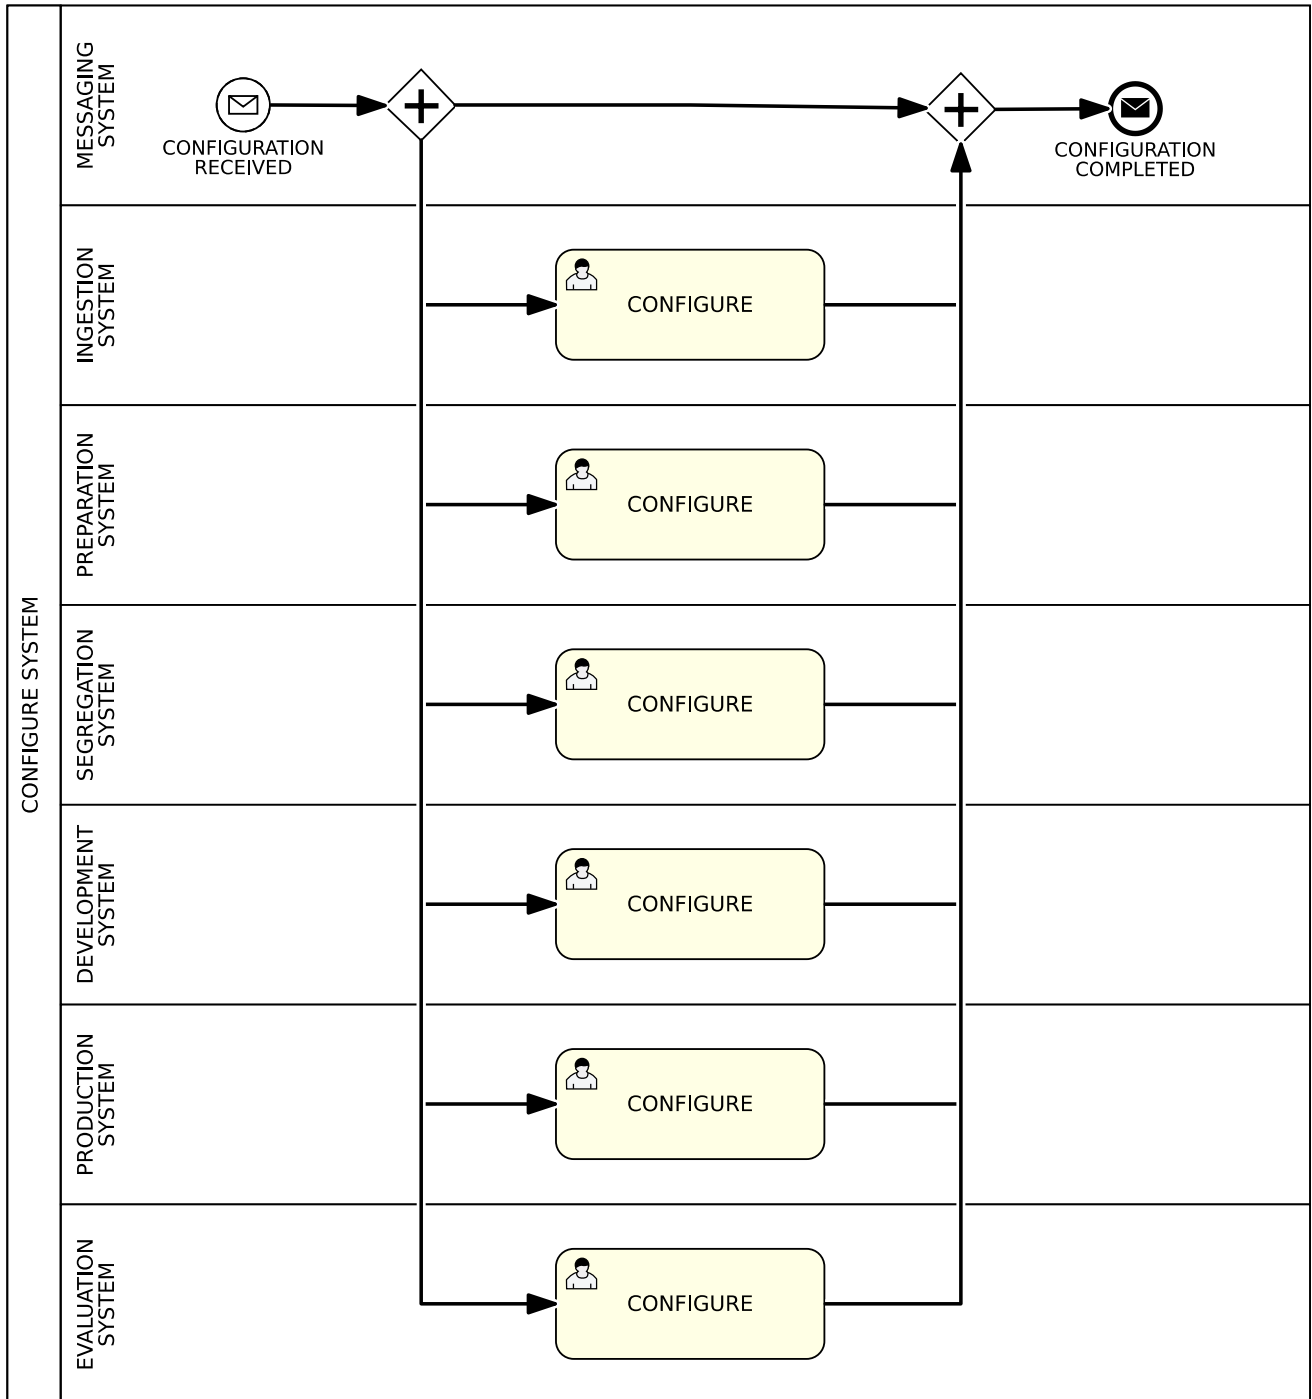 CONFIGURE SYSTEM
MESSAGING
SYSTEM
CONFIGURATION
RECEIVED
CONFIGURATION
COMPLETED
INGESTION
SYSTEM
CONFIGURE
PREPARATION
SYSTEM
CONFIGURE
SEGREGATION
SYSTEM
CONFIGURE
DEVELOPMENT
SYSTEM
CONFIGURE
PRODUCTION
SYSTEM
CONFIGURE
EVALUATION
SYSTEM
CONFIGURE